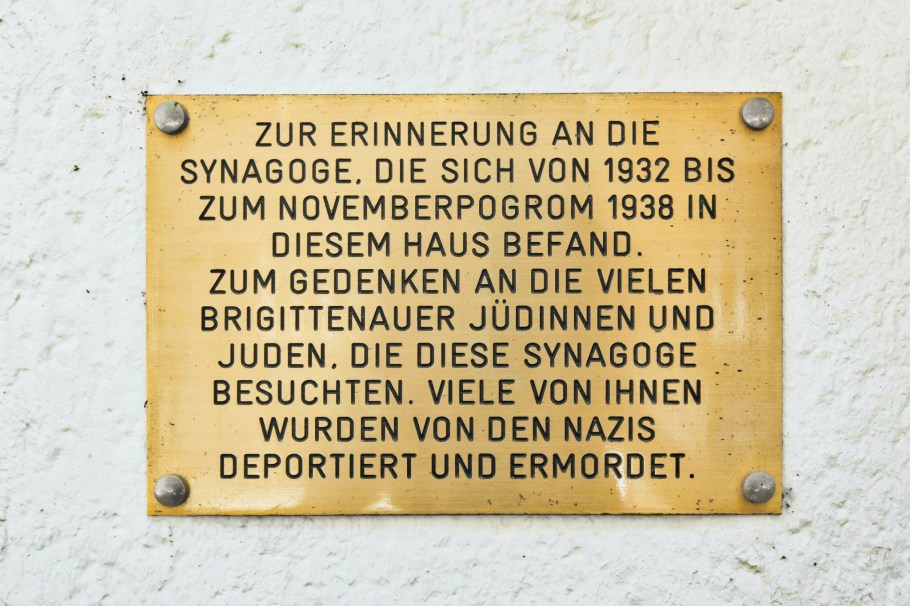 ZUR ERINNERUNG AN DIE
SYNAGOGE, DIE SICH VON 1932 BIS
ZUM NOVEMBERPOGROM 1938 IN
DIESEM HAUS BEFAND.
ZUM GEDENKEN AN DIE VIELEN
BRIGITTENAUER JÜDINNEN UND
JUDEN, DIE DIESE SYNAGOGE
BESUCHTEN. VIELE VON IHNEN
WURDEN VON DEN NAZIS
DEPORTIERT UND ERMORDET.